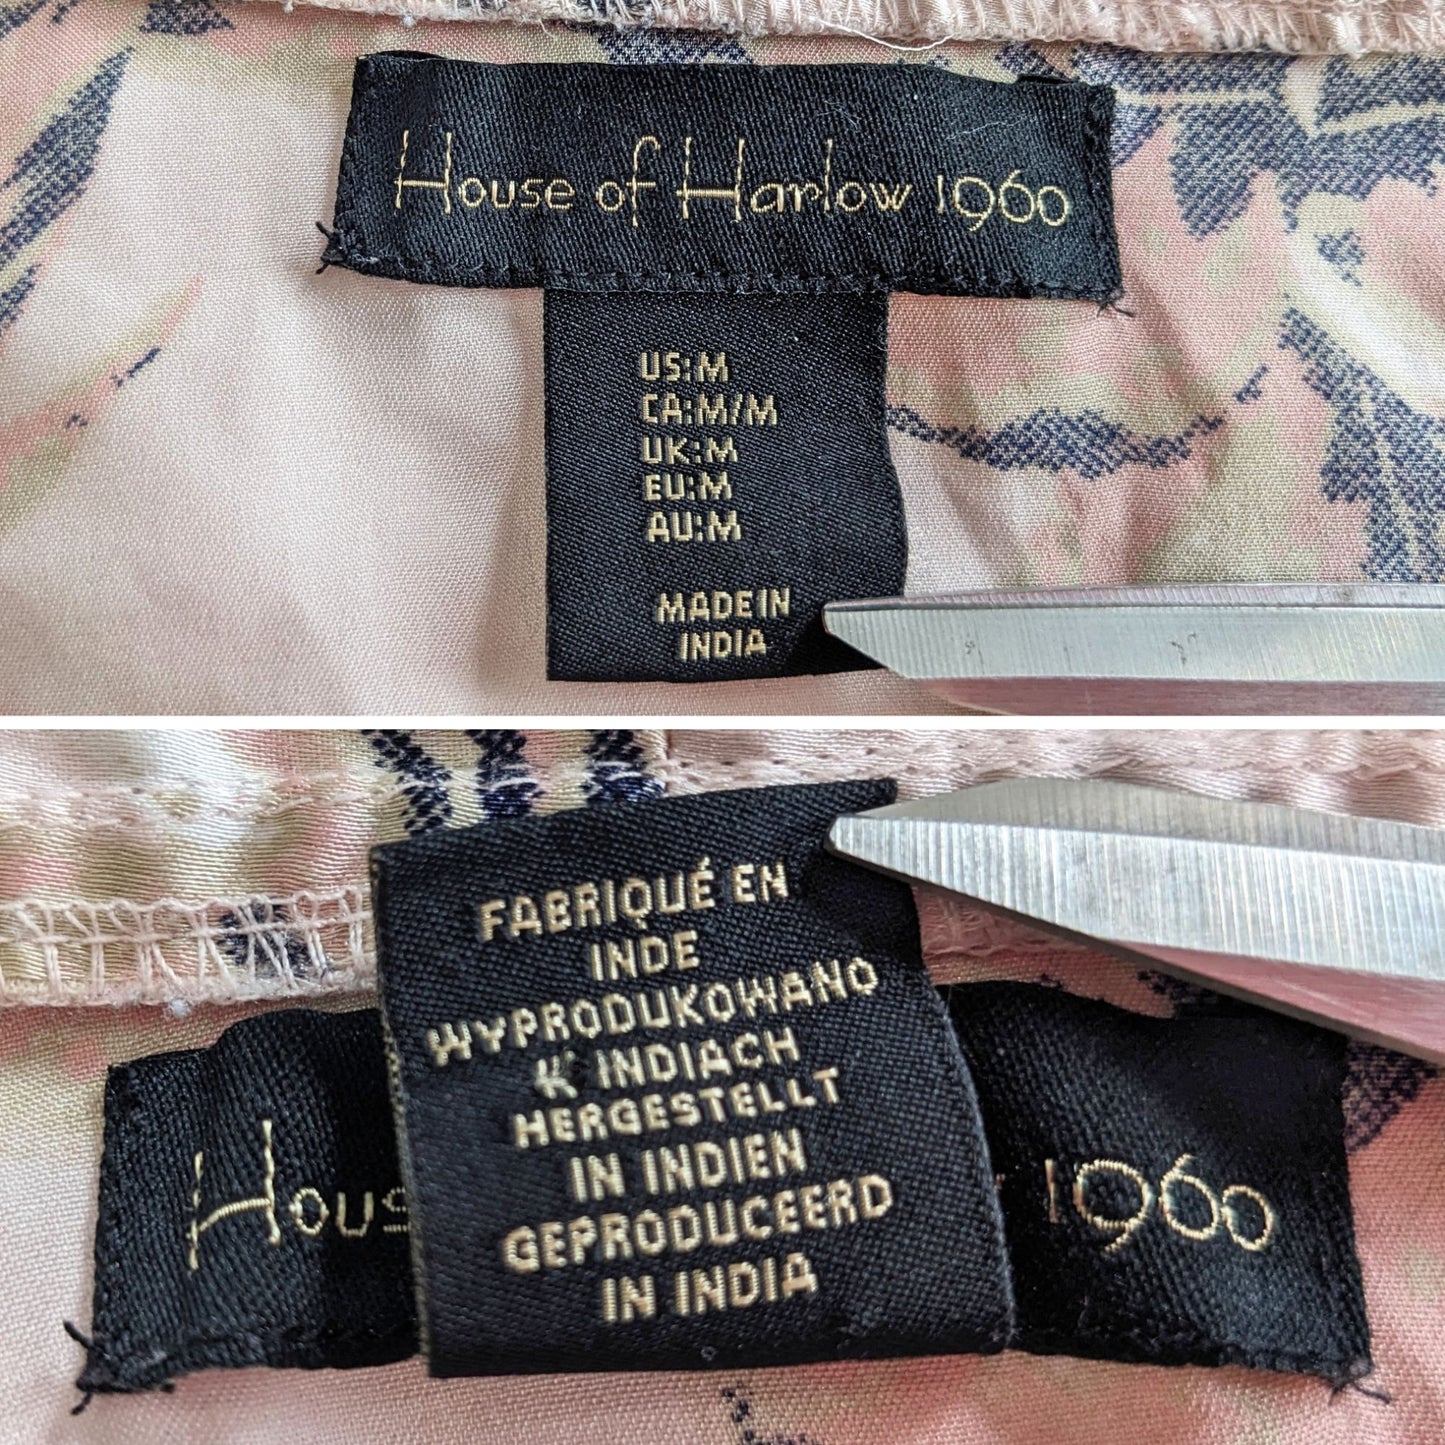 House of Harlow 1960
US:M
CA:M/M
UK:M
EU:M
AU:M
MADE IN
INDIA
FABRIQUÉ EN
INDE
WYPRODUKOWANO
INDIACH
HERGESTELLT
IN INDIEN
GEPRODUCEERD
IN INDIA
1960